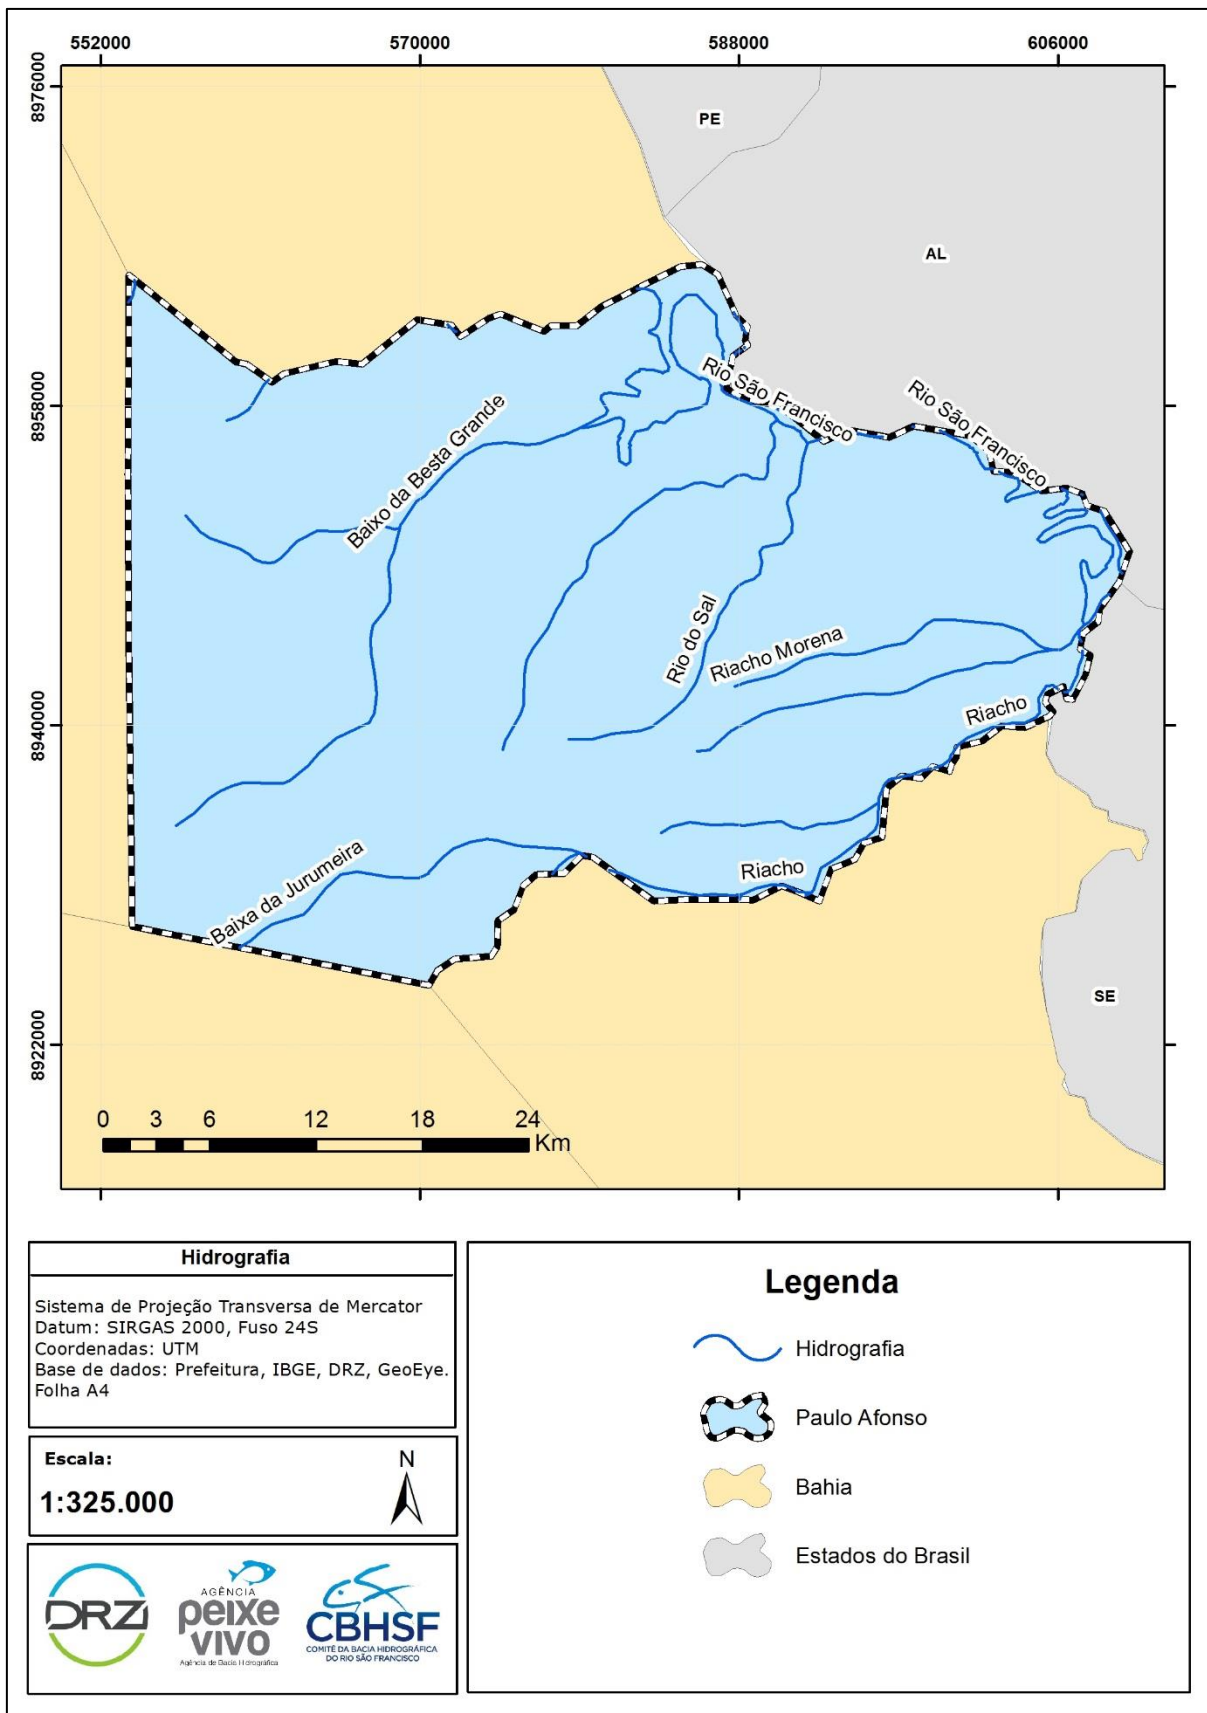 552000
570000
588000
606000
8976000
8958000
8940000
8922000
PE
AL
SE
Rio São Francisco
Rio São Francisco
Baixo da Besta Grande
Rio do Sal
Riacho Morena
Riacho
Riacho
Baixa da Jurumeira
0 3 6 12 18 24
Km
Hidrografia
Sistema de Projeção Transversa de Mercator
Datum: SIRGAS 2000, Fuso 24S
Coordenadas: UTM
Base de dados: Prefeitura, IBGE, DRZ, GeoEye.
Folha A4
Escala:
1:325.000
N
DRZ
AGÊNCIA
peixe
vivo
Agência de Bacia Hidrográfica
CBHSF
COMITÊ DA BACIA HIDROGRÁFICA
DO RIO SÃO FRANCISCO
Legenda
Hidrografia
Paulo Afonso
Bahia
Estados do Brasil